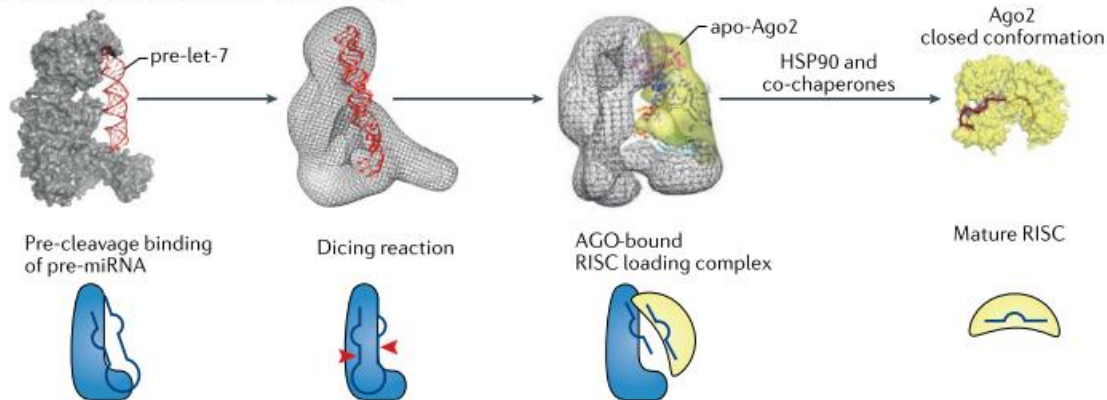 pre-let-7
apo-Ago2
HSP90 and
co-chaperones
Ago2
closed conformation
Pre-cleavage binding
of pre-miRNA
Dicing reaction
AGO-bound
RISC loading complex
Mature RISC